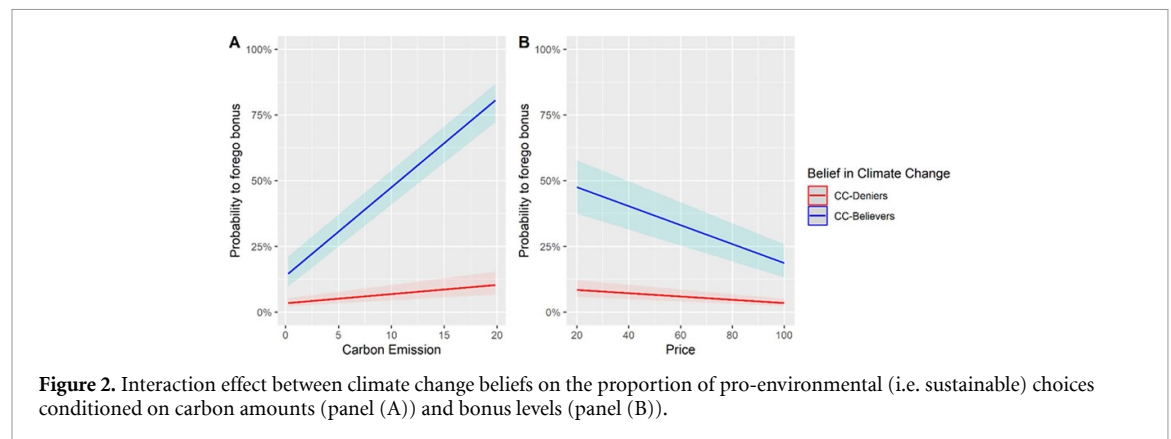 A
B
Probability to forego bonus
100%
75%
50%
25%
0%
0
5
10
15
20
Carbon Emission
Probability to forego bonus
100%
75%
50%
25%
0%
20
40
60
80
100
Price
Belief in Climate Change
CC-Deniers
CC-Believers
Figure 2. Interaction effect between climate change beliefs on the proportion of pro-environmental (i.e. sustainable) choices
conditioned on carbon amounts (panel (A)) and bonus levels (panel (B)).